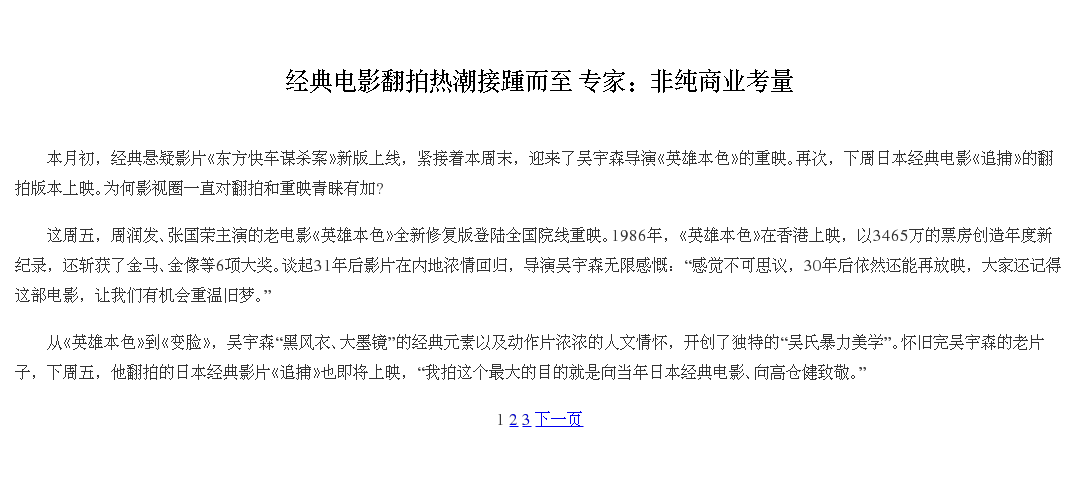 经典电影翻拍热潮接踵而至 专家：非纯商业考量
本月初，经典悬疑影片《东方快车谋杀案》新版上线，紧接着本周末，迎来了吴宇森导演《英雄本色》的重映。再次，下周日本经典电影《追捕》的翻
拍版本上映。为何影视圈一直对翻拍和重映青睐有加?
这周五，周润发、张国荣主演的老电影《英雄本色》全新修复版登陆全国院线重映。1986年，《英雄本色》在香港上映，以3465万的票房创造年度新
纪录，还斩获了金马、金像等6项大奖。谈起31年后影片在内地浓情回归，导演吴宇森无限感慨：“感觉不可思议，30年后依然还能再放映，大家还记得
这部电影，让我们有机会重温旧梦。”
从《英雄本色》到《变脸》，吴宇森“黑风衣、大墨镜”的经典元素以及动作片浓浓的人文情怀，开创了独特的“吴氏暴力美学”。怀旧完吴宇森的老片
子，下周五，他翻拍的日本经典影片《追捕》也即将上映，“我拍这个最大的目的就是向当年日本经典电影、向高仓健致敬。”
1 2 3 下一页